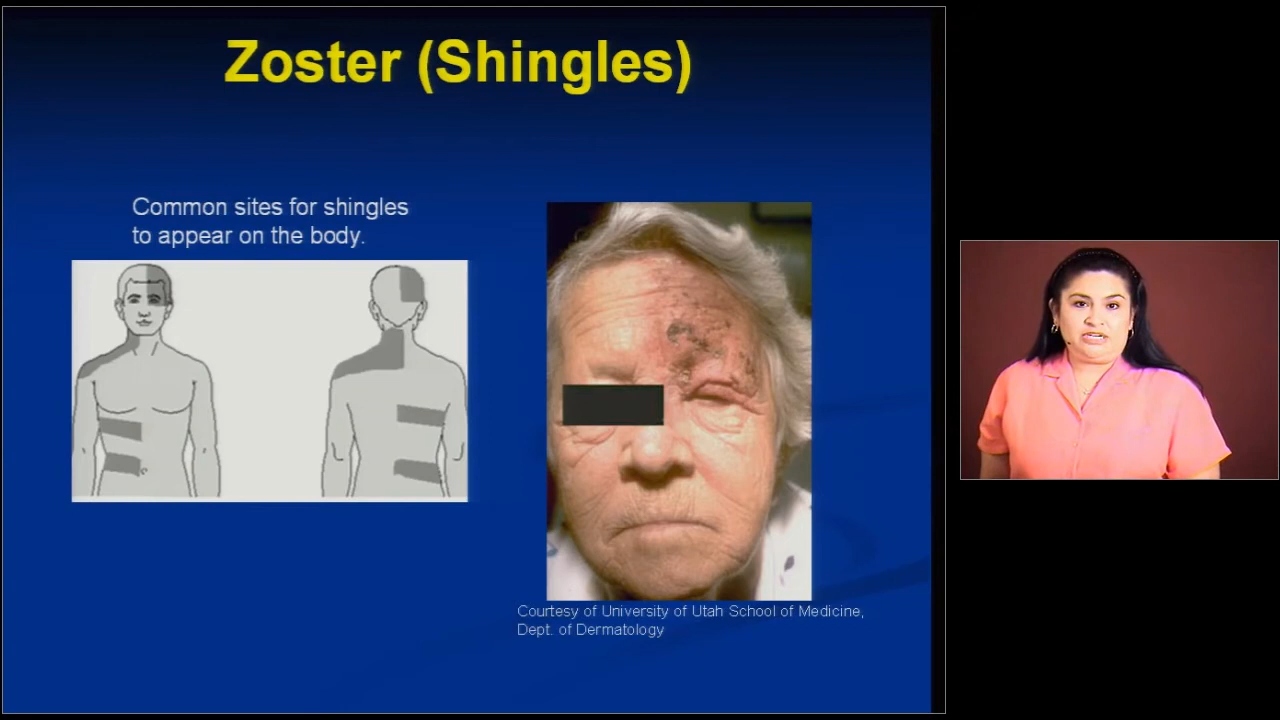 Zoster (Shingles)
Common sites for shingles
to appear on the body.
Courtesy of University of Utah School of Medicine,
Dept. of Dermatology